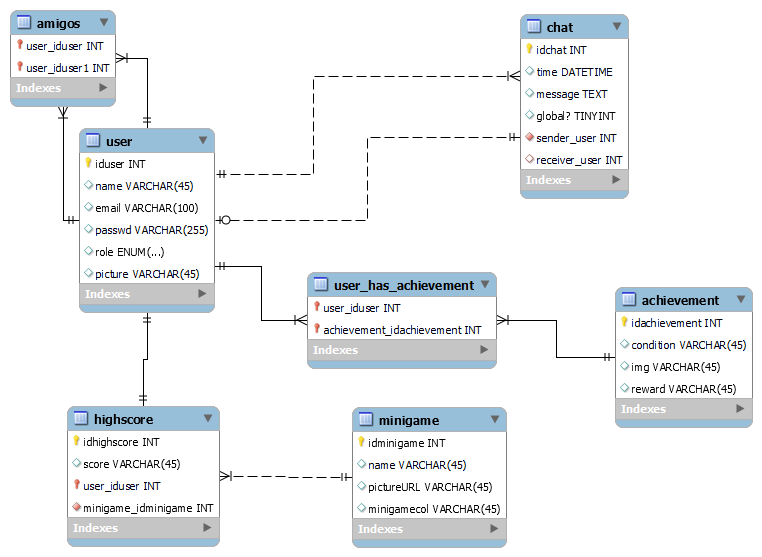 amigos
user_iduser INT
user_iduser1 INT
Indexes
chat
idchat INT
time DATETIME
message TEXT
global? TINYINT
sender_user INT
receiver_user INT
Indexes
user
iduser INT
name VARCHAR(45)
email VARCHAR(100)
passwd VARCHAR(255)
role ENUM(...)
picture VARCHAR(45)
Indexes
user_has_achievement
user_iduser INT
achievement_idachievement INT
Indexes
achievement
idachievement INT
condition VARCHAR(45)
img VARCHAR(45)
reward VARCHAR(45)
Indexes
highscore
idhighscore INT
score VARCHAR(45)
user_iduser INT
minigame_idminigame INT
Indexes
minigame
idminigame INT
name VARCHAR(45)
pictureURL VARCHAR(45)
minigamecol VARCHAR(45)
Indexes